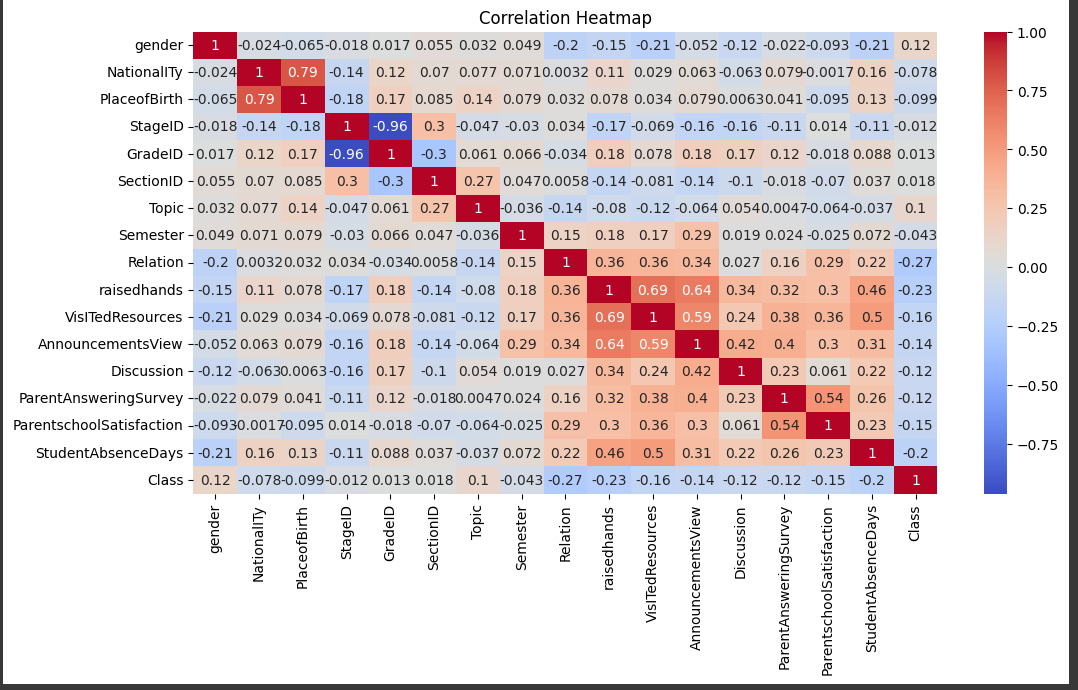 Correlation Heatmap
gender 1 -0.024 -0.065 -0.018 0.017 0.055 0.032 0.049 -0.2 -0.15 -0.21 -0.052 -0.12 -0.022 -0.093 -0.21 0.12
NationalITy -0.024 1 0.79 -0.14 0.12 0.07 0.077 0.071 0.0032 0.11 0.029 0.063 -0.063 0.079 -0.0017 0.16 -0.078
PlaceofBirth -0.065 0.79 1 -0.18 0.17 0.085 0.14 0.079 0.032 0.078 0.034 0.079 0.0063 0.041 -0.095 0.13 -0.099
StageID -0.018 -0.14 -0.18 1 -0.96 0.3 -0.047 -0.03 0.034 -0.17 -0.069 -0.16 -0.16 -0.11 0.014 -0.11 -0.012
GradeID 0.017 0.12 0.17 -0.96 1 -0.3 0.061 0.066 -0.034 0.18 0.078 0.18 0.17 0.12 -0.018 0.088 0.013
SectionID 0.055 0.07 0.085 0.3 -0.3 1 0.27 0.047 0.0058 -0.14 -0.081 -0.14 -0.1 -0.018 -0.07 0.037 0.018
Topic 0.032 0.077 0.14 -0.047 0.061 0.27 1 -0.036 -0.14 -0.08 -0.12 -0.064 0.054 0.0047 -0.064 -0.037 0.1
Semester 0.049 0.071 0.079 -0.03 0.066 0.047 -0.036 1 0.15 0.18 0.17 0.29 0.019 0.024 -0.025 0.072 -0.043
Relation -0.2 0.0032 0.032 0.034 -0.034 0.0058 -0.14 0.15 1 0.36 0.36 0.34 0.027 0.16 0.29 0.22 -0.27
raisedhands -0.15 0.11 0.078 -0.17 0.18 -0.14 -0.08 0.18 0.36 1 0.69 0.64 0.34 0.32 0.3 0.46 -0.23
VisITedResources -0.21 0.029 0.034 -0.069 0.078 -0.081 -0.12 0.17 0.36 0.69 1 0.59 0.24 0.38 0.36 0.5 -0.16
AnnouncementsView -0.052 0.063 0.079 -0.16 0.18 -0.14 -0.064 0.29 0.34 0.64 0.59 1 0.42 0.4 0.3 0.31 -0.14
Discussion -0.12 -0.063 0.0063 -0.16 0.17 -0.1 0.054 0.019 0.027 0.34 0.24 0.42 1 0.23 0.061 0.22 -0.12
ParentAnsweringSurvey -0.022 0.079 0.041 -0.11 0.12 -0.018 0.0047 0.024 0.16 0.32 0.38 0.4 0.23 1 0.54 0.26 -0.12
ParentschoolSatisfaction -0.093 -0.0017 -0.095 0.014 -0.018 -0.07 -0.064 -0.025 0.29 0.3 0.36 0.3 0.061 0.54 1 0.23 -0.15
StudentAbsenceDays -0.21 0.16 0.13 -0.11 0.088 0.037 -0.037 0.072 0.22 0.46 0.5 0.31 0.22 0.26 0.23 1 -0.2
Class 0.12 -0.078 -0.099 -0.012 0.013 0.018 0.1 -0.043 -0.27 -0.23 -0.16 -0.14 -0.12 -0.12 -0.15 -0.2 1
gender NationalITy PlaceofBirth StageID GradeID SectionID Topic Semester Relation raisedhands VisITedResources AnnouncementsView Discussion ParentAnsweringSurvey ParentschoolSatisfaction StudentAbsenceDays Class
1.00
0.75
0.50
0.25
0.00
−0.25
−0.50
−0.75